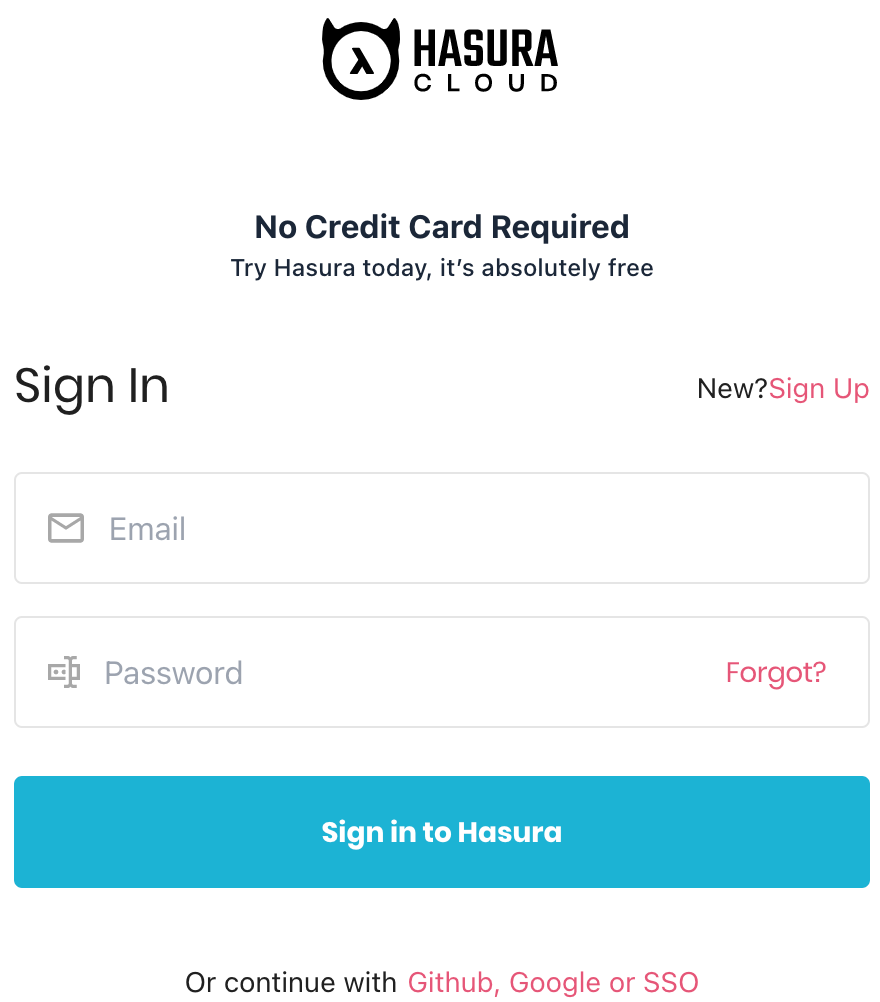 HASURA
CLOUD
No Credit Card Required
Try Hasura today, it’s absolutely free
Sign In
New?Sign Up
Email
Password
Forgot?
Sign in to Hasura
Or continue with Github, Google or SSO